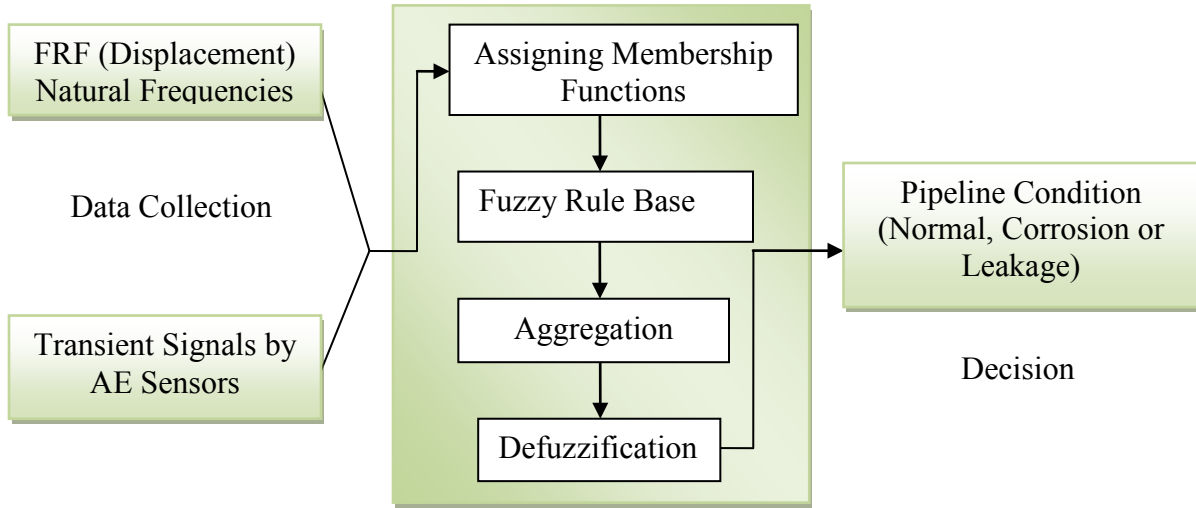 FRF (Displacement)
Natural Frequencies
Data Collection
Transient Signals by
AE Sensors
Assigning Membership
Functions
Fuzzy Rule Base
Aggregation
Defuzzification
Pipeline Condition
(Normal, Corrosion or
Leakage)
Decision